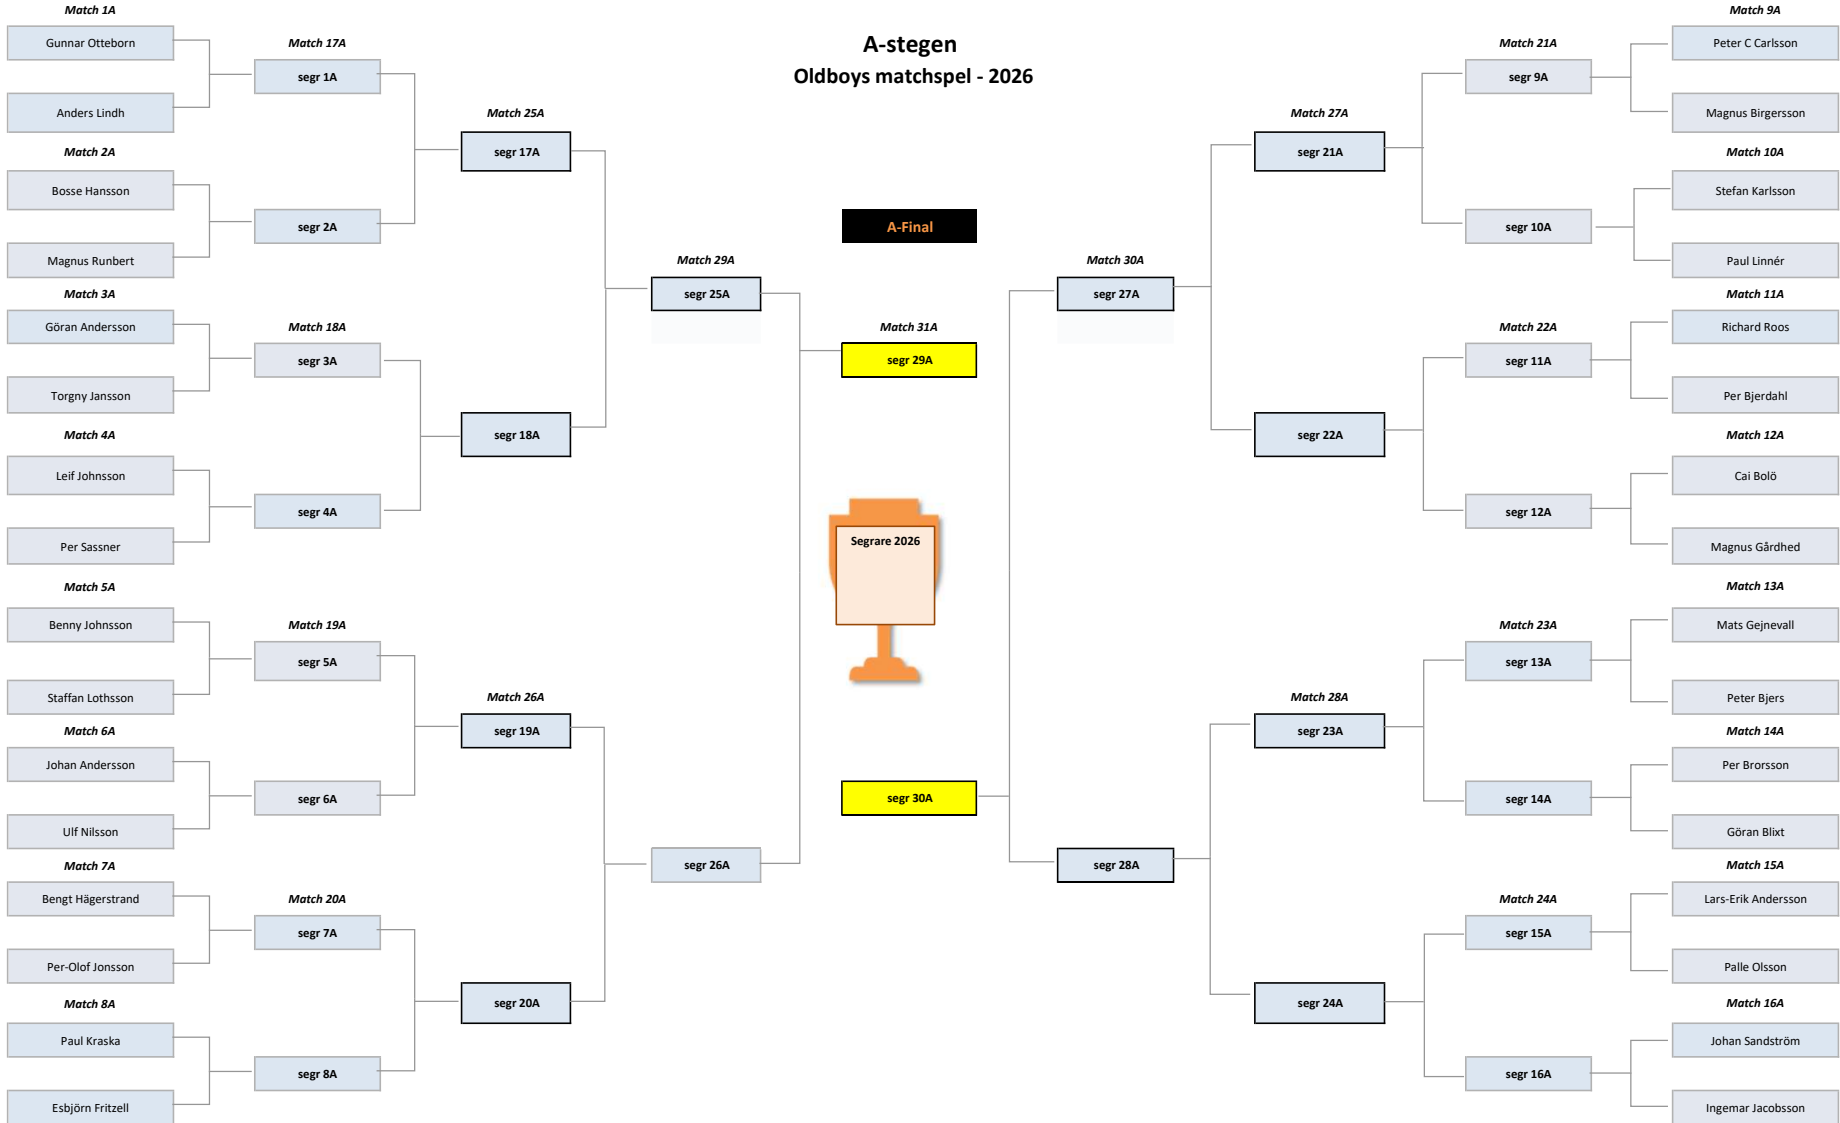 A-stegen
Oldboys matchspel - 2026
Match 1A
Gunnar Otteborn
Anders Lindh
Match 2A
Bosse Hansson
Magnus Runbert
Match 3A
Göran Andersson
Torgny Jansson
Match 4A
Leif Johnsson
Per Sassner
Match 5A
Benny Johnsson
Staffan Lothsson
Match 6A
Johan Andersson
Ulf Nilsson
Match 7A
Bengt Hägerstrand
Per-Olof Jonsson
Match 8A
Paul Kraska
Esbjörn Fritzell
Match 17A
segr 1A
segr 2A
Match 18A
segr 3A
segr 4A
Match 19A
segr 5A
segr 6A
Match 20A
segr 7A
segr 8A
Match 25A
segr 17A
segr 18A
Match 26A
segr 19A
segr 20A
Match 29A
segr 25A
segr 26A
A-Final
Match 31A
segr 29A
Segrare 2026
segr 30A
Match 30A
segr 27A
segr 28A
Match 27A
segr 21A
segr 22A
Match 28A
segr 23A
segr 24A
Match 21A
segr 9A
segr 10A
Match 22A
segr 11A
segr 12A
Match 23A
segr 13A
segr 14A
Match 24A
segr 15A
segr 16A
Match 9A
Peter C Carlsson
Magnus Birgersson
Match 10A
Stefan Karlsson
Paul Linnér
Match 11A
Richard Roos
Per Bjerdahl
Match 12A
Cai Bolö
Magnus Gårdhed
Match 13A
Mats Gejnevall
Peter Bjers
Match 14A
Per Brorsson
Göran Blixt
Match 15A
Lars-Erik Andersson
Palle Olsson
Match 16A
Johan Sandström
Ingemar Jacobsson